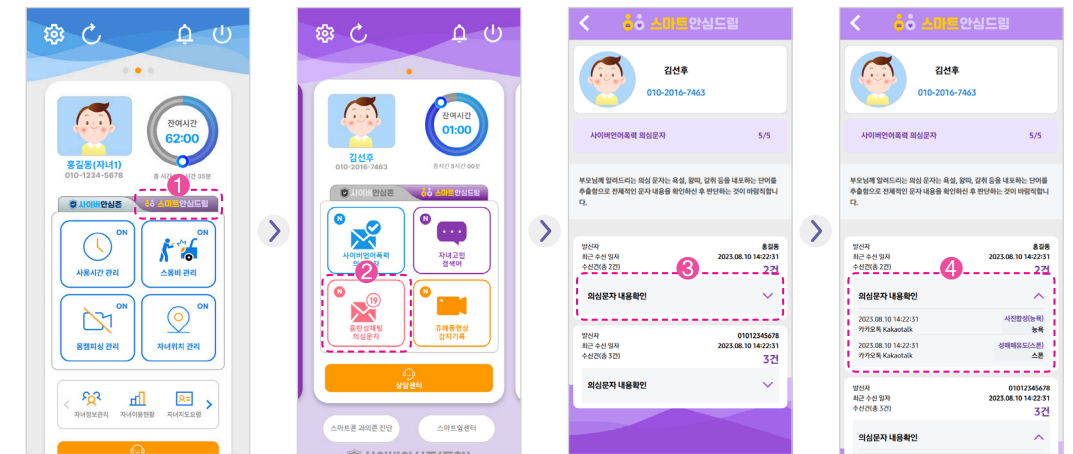 잔여시간
62:00
홍길동(자녀1)
010-1234-5678
1
사이버안심존
스마트안심드림
ON
사용시간 관리
ON
스몸비 관리
ON
몸캠피싱 관리
ON
자녀위치 관리
자녀정보관리
자녀이용현황
자녀지도요령
잔여시간
01:00
김선후
010-2016-7463
총시간 5시간 00분
사이버안심존
스마트안심드림
N
사이버언어폭력
N
자녀고민
검색어
2
N
19
음란성채팅
의심문자
N
유해동영상
감지기록
상담센터
스마트폰 과의존 진단
스마트쉼센터
스마트안심드림
김선후
010-2016-7463
사이버언어폭력 의심문자
5/5
부모님께 알려드리는 의심 문자는 욕설, 왕따, 갈취 등을 내포하는 단어를
추출함으로 전체적인 문자 내용을 확인하신 후 판단하는 것이 바람직합니
다.
발신자
홍길동
최근 수신 일자
2023.08.10 14:22:31
수신건(총 2건)
2건
3
의심문자 내용확인
발신자
01012345678
최근 수신 일자
2023.08.10 14:22:31
수신건(총 3건)
3건
의심문자 내용확인
스마트안심드림
김선후
010-2016-7463
사이버언어폭력 의심문자
5/5
부모님께 알려드리는 의심 문자는 욕설, 왕따, 갈취 등을 내포하는 단어를
추출함으로 전체적인 문자 내용을 확인하신 후 판단하는 것이 바람직합니
다.
발신자
홍길동
최근 수신 일자
2023.08.10 14:22:31
수신건(총 2건)
2건
4
의심문자 내용확인
2023.08.10 14:22:31
사진합성(능욕)
카카오톡 Kakaotalk
능욕
2023.08.10 14:22:31
성매매유도(스폰)
카카오톡 Kakaotalk
스폰
발신자
01012345678
최근 수신 일자
2023.08.10 14:22:31
수신건(총 3건)
3건
의심문자 내용확인